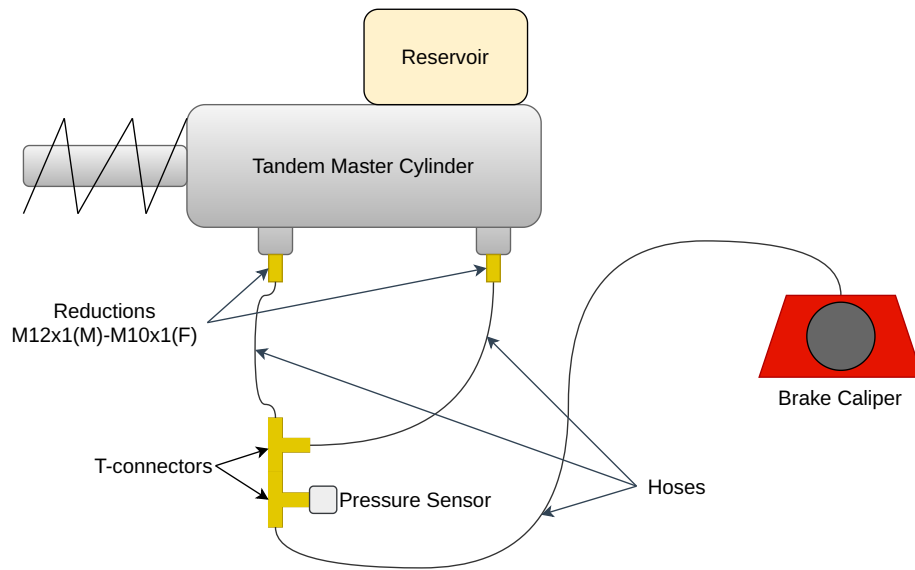 Reservoir
Tandem Master Cylinder
Reductions
M12x1(M)-M10x1(F)
Brake Caliper
T-connectors
Pressure Sensor
Hoses